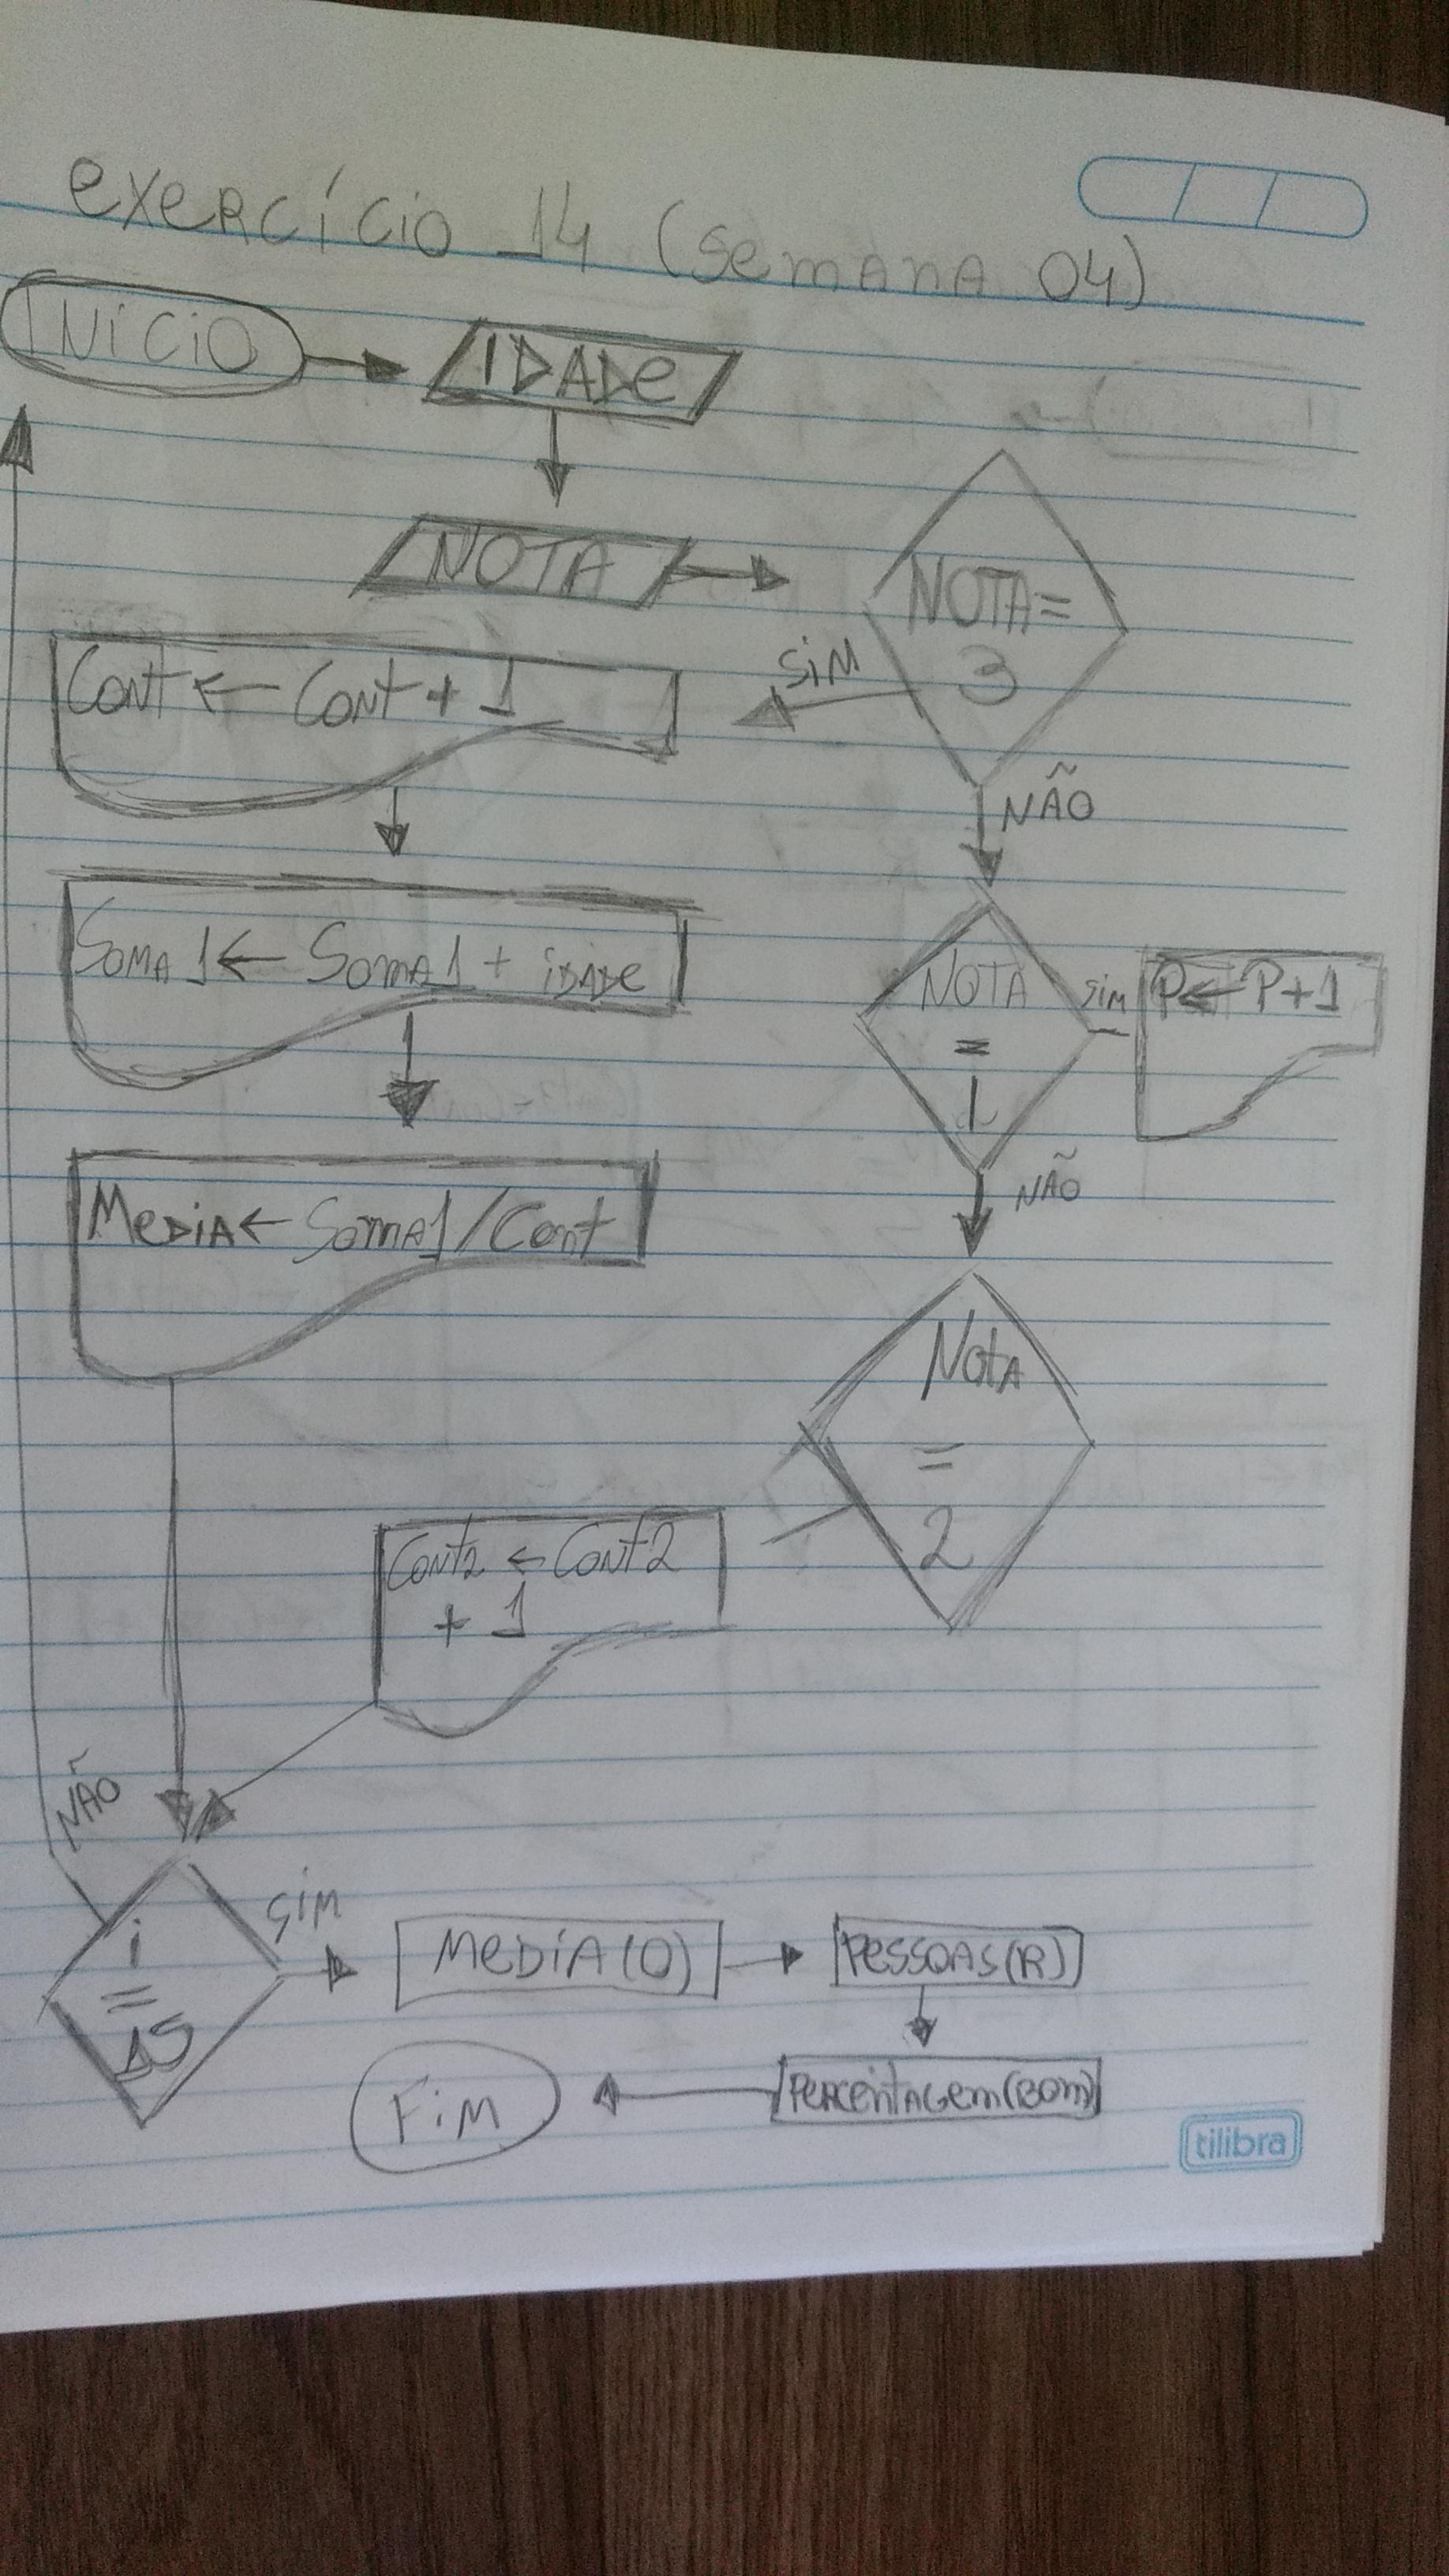 exercício 14 (semana 04)
INÍCIO
IDADE
NOTA
NOTA=
3
SIM
Cont ← Cont + 1
NÃO
Soma1 ← Soma1 + idade
NOTA
=
1
SIM
P ← P+1
NÃO
Media ← Soma1/Cont
Nota
=
2
Cont2 ← Cont2
+ 1
NÃO
i
=
15
SIM
Media(O)
Pessoas(R)
Percentagem(Bom)
Fim
tilibra